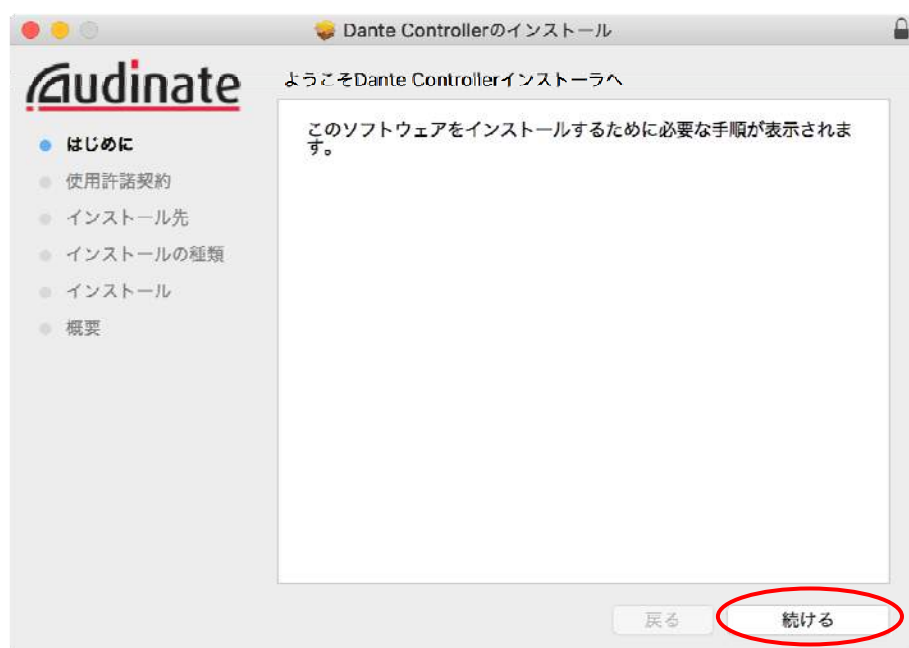 Dante Controllerのインストール
Audinate
ようこそDante Controllerインストーラへ
はじめに
使用許諾契約
インストール先
インストールの種類
インストール
概要
このソフトウェアをインストールするために必要な手順が表示されま
す。
戻る
続ける